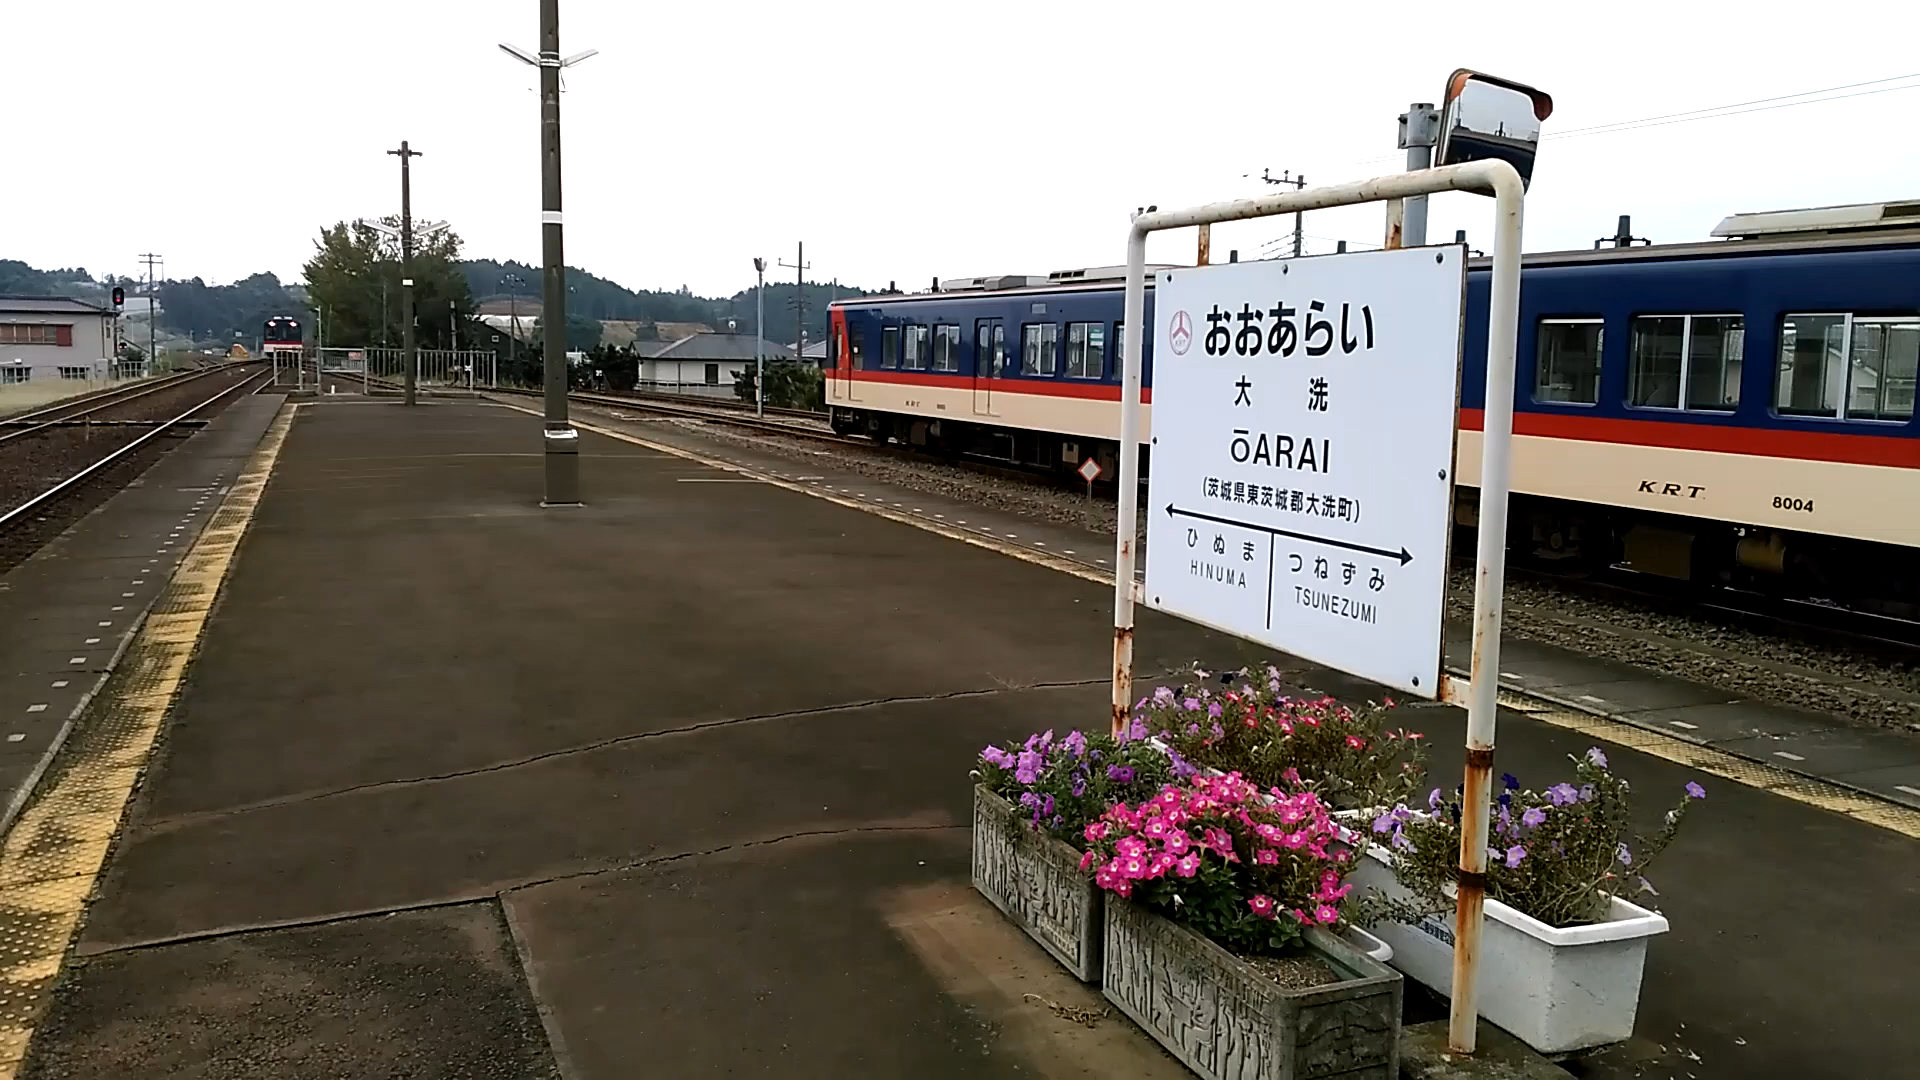 おおあらい
KRT
大 洗
ōARAI
(茨城県東茨城郡大洗町)
ひ ぬ ま
HINUMA
つ ね ず み
TSUNEZUMI
K.R.T.
8004
K.R.T